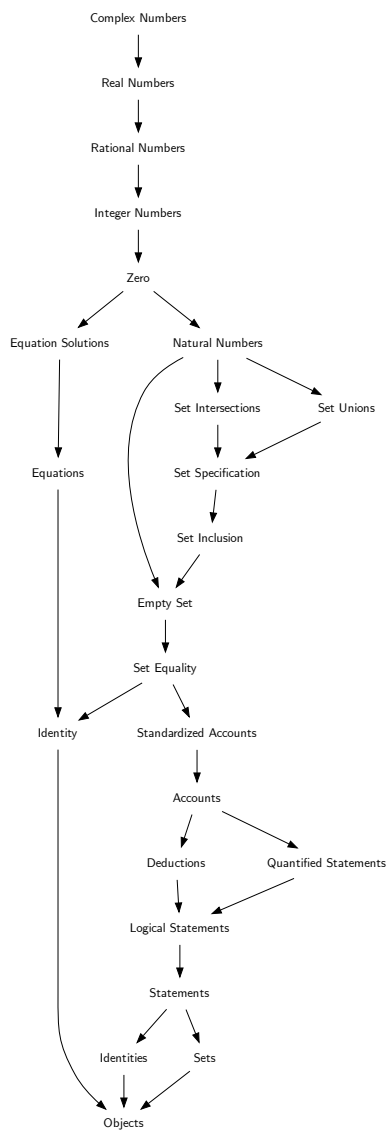 Complex Numbers
Real Numbers
Rational Numbers
Integer Numbers
Zero
Equation Solutions
Natural Numbers
Set Intersections
Set Unions
Equations
Set Specification
Set Inclusion
Empty Set
Set Equality
Identity
Standardized Accounts
Accounts
Deductions
Quantified Statements
Logical Statements
Statements
Identities
Sets
Objects